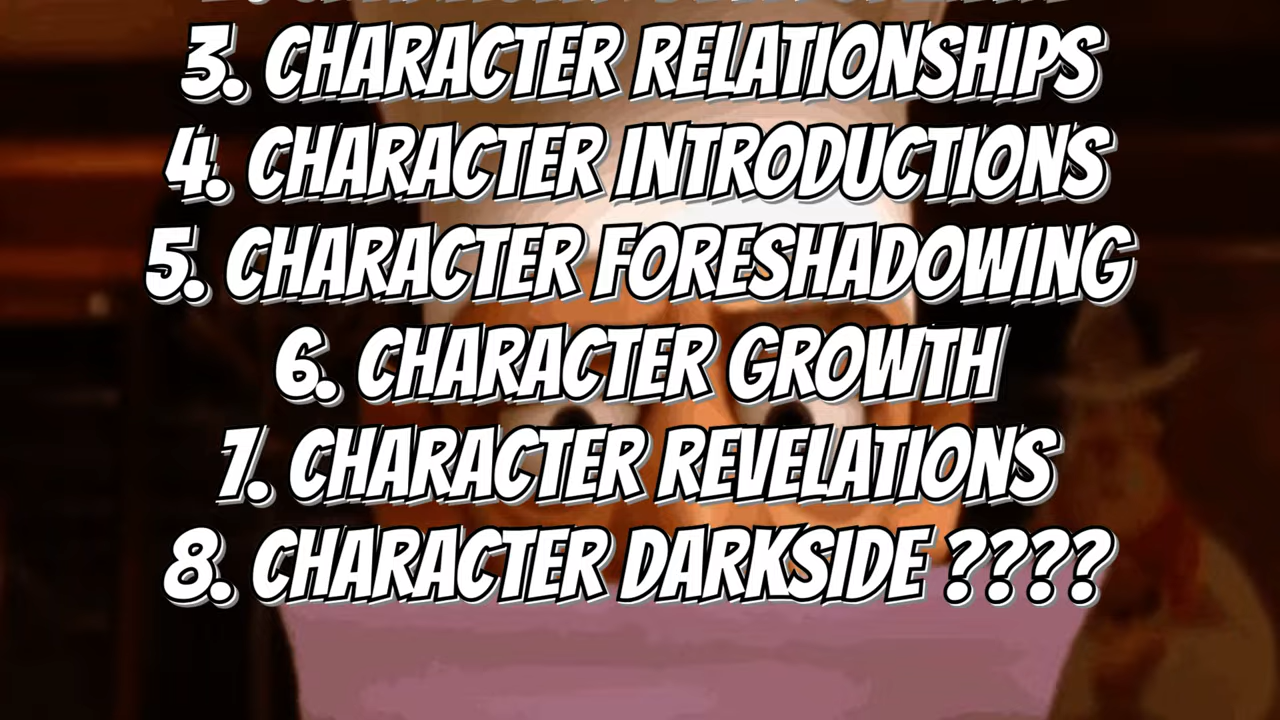 3. CHARACTER RELATIONSHIPS
4. CHARACTER INTRODUCTIONS
5. CHARACTER FORESHADOWING
6. CHARACTER GROWTH
7. CHARACTER REVELATIONS
8. CHARACTER DARKSIDE ????